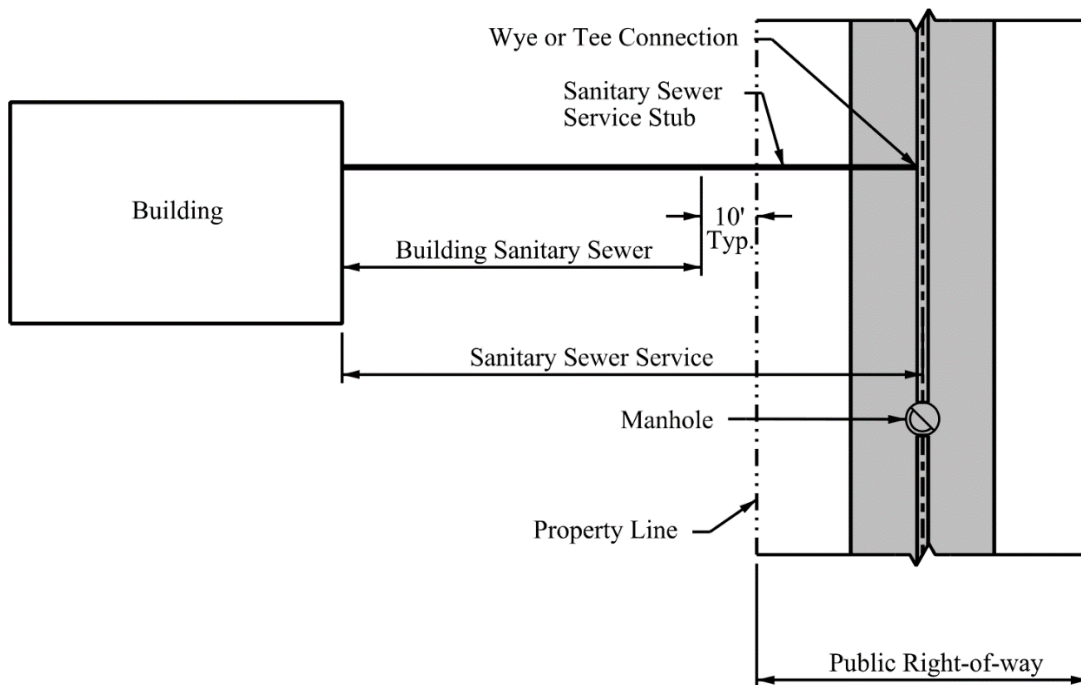 Wye or Tee Connection
Sanitary Sewer
Service Stub
Building
10'
Typ.
Building Sanitary Sewer
Sanitary Sewer Service
Manhole
Property Line
Public Right-of-way